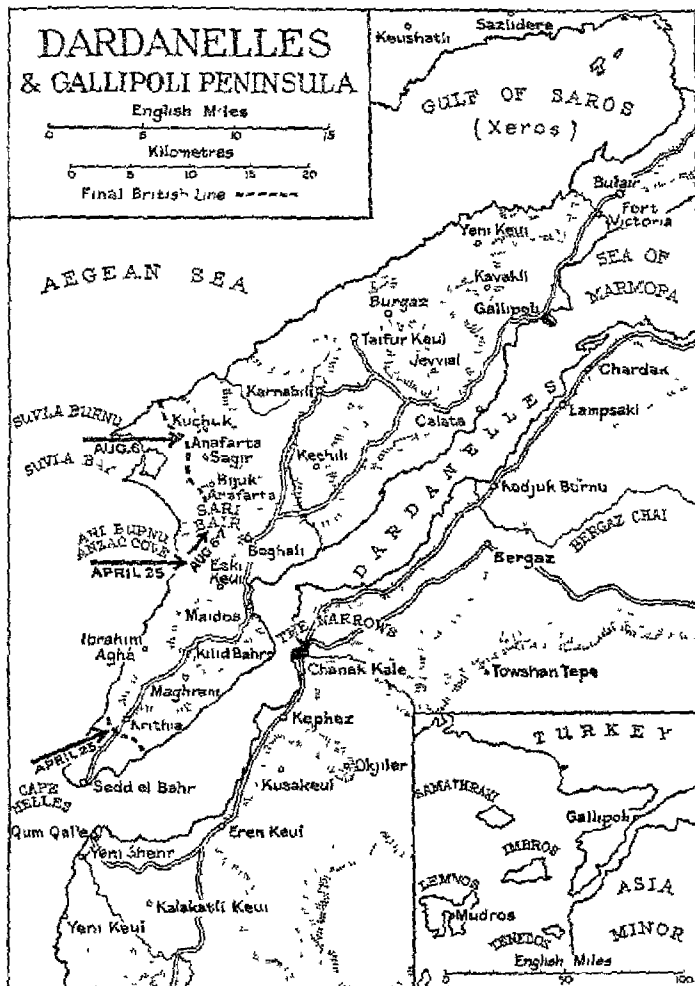 DARDANELLES
& GALLIPOLI PENINSULA
English Miles
0 5 10 15
Kilometres
0 5 10 15 20
Final British Line
Keushatli
Sazlidere
GULF OF SAROS
(Xeros)
Bulair
Fort
Victoria
Yeni Keui
SEA OF
MARMORA
AEGEAN SEA
Kavakli
Burgaz
Gallipoli
Taifur Keui
Jevvial
Chardak
Karnabili
Lampsaki
SUVLA BURNU
Kuchuk
Galata
AUG. 6
Anafarta
Sagir
SUVLA BAY
Kechili
Bijuk
Anafarta
Kodjuk Burnu
SARI
BAIR
DARDANELLES
ARI BURNU
ANZAC COVE
AUG 6
Boghali
BERGAZ CHAI
Bergaz
APRIL 25
Eski
Keui
Maidos
THE NARROWS
Ibrahim
Agha
Kilid Bahr
Chanak Kale
Towshan Tepe
Maghram
Krithia
Kephez
APRIL 25
Okjiler
CAPE
HELLES
Sedd el Bahr
Kusakeui
Qum Qal'e
Eren Keui
Yeni Shehr
Kalakatli Keui
Yeni Keui
TURKEY
SAMATHRAKI
Gallipoli
IMBROS
LEMNOS
ASIA
Mudros
MINOR
TENEDOS
English Miles
0 50 100